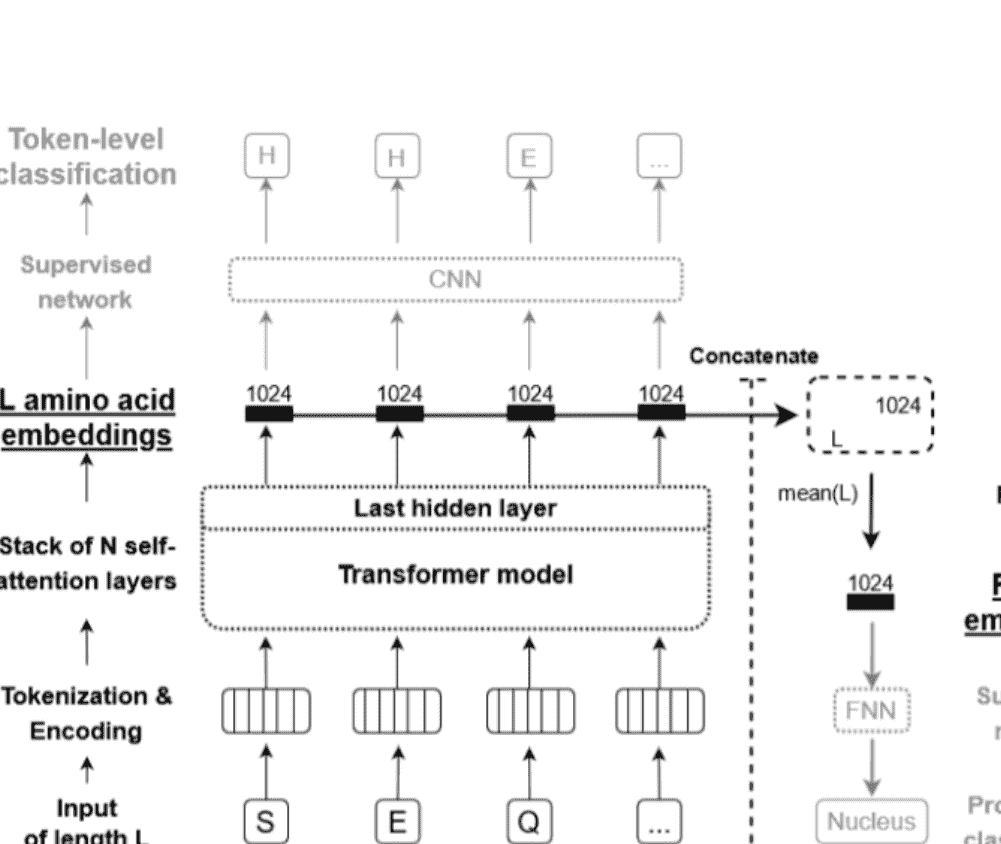 Token-level
classification
H
H
E
...
Supervised
network
CNN
Concatenate
L amino acid
embeddings
1024
1024
1024
1024
1024
L
mean(L)
Last hidden layer
Stack of N self-
attention layers
Transformer model
1024
Tokenization &
Encoding
FNN
Input
of length L
S
E
Q
...
Nucleus